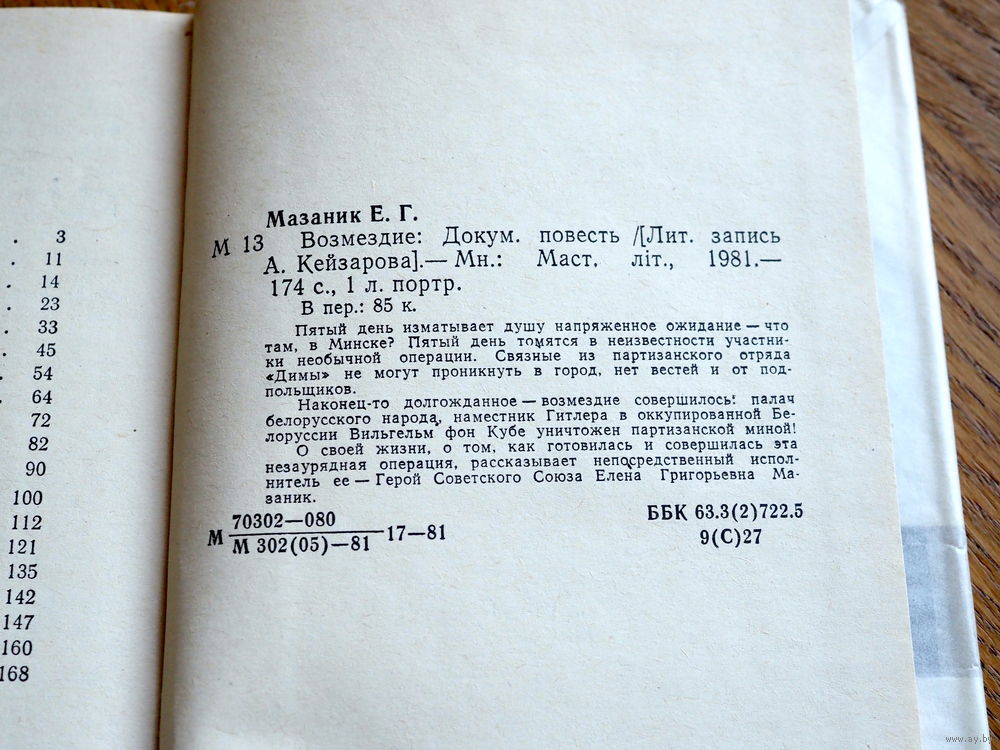 . 3
. 11
. 14
. 23
. 33
. 45
. 54
. 64
72
82
90
100
112
121
135
142
147
160
168
Мазаник Е. Г.
М 13 Возмездие: Докум. повесть /[Лит. запись
А. Кейзарова].— Мн.: Маст. літ., 1981.—
174 с., 1 л. портр.
В пер.: 85 к.
Пятый день изматывает душу напряженное ожидание — что
там, в Минске? Пятый день томятся в неизвестности участни-
ки необычной операции. Связные из партизанского отряда
«Димы» не могут проникнуть в город, нет вестей и от под-
польщиков.
Наконец-то долгожданное — возмездие совершилось: палач
белорусского народа, наместник Гитлера в оккупированной Бе-
лоруссии Вильгельм фон Кубе уничтожен партизанской миной!
О своей жизни, о том, как готовилась и совершилась эта
незаурядная операция, рассказывает непосредственный испол-
нитель ее — Герой Советского Союза Елена Григорьевна Ма-
заник.
М 70302—080
М 302(05)—81 17—81
ББК 63.3(2)722.5
9(С)27
www.ay.by